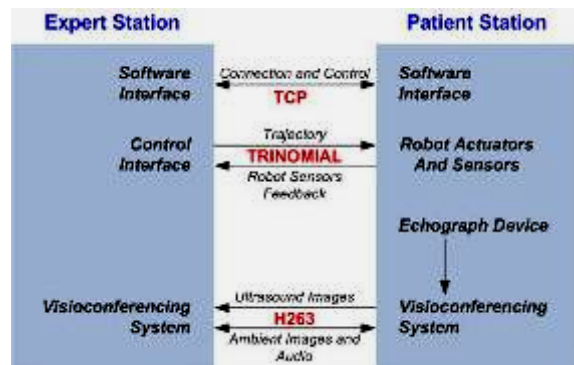 Expert Station
Patient Station
Software
Interface
Connection and Control
TCP
Software
Interface
Control
Interface
Trajectory
TRINOMIAL
Robot Sensors
Feedback
Robot Actuators
And Sensors
Echograph Device
Visioconferencing
System
Ultrasound Images
H263
Ambient Images and
Audio
Visioconferencing
System